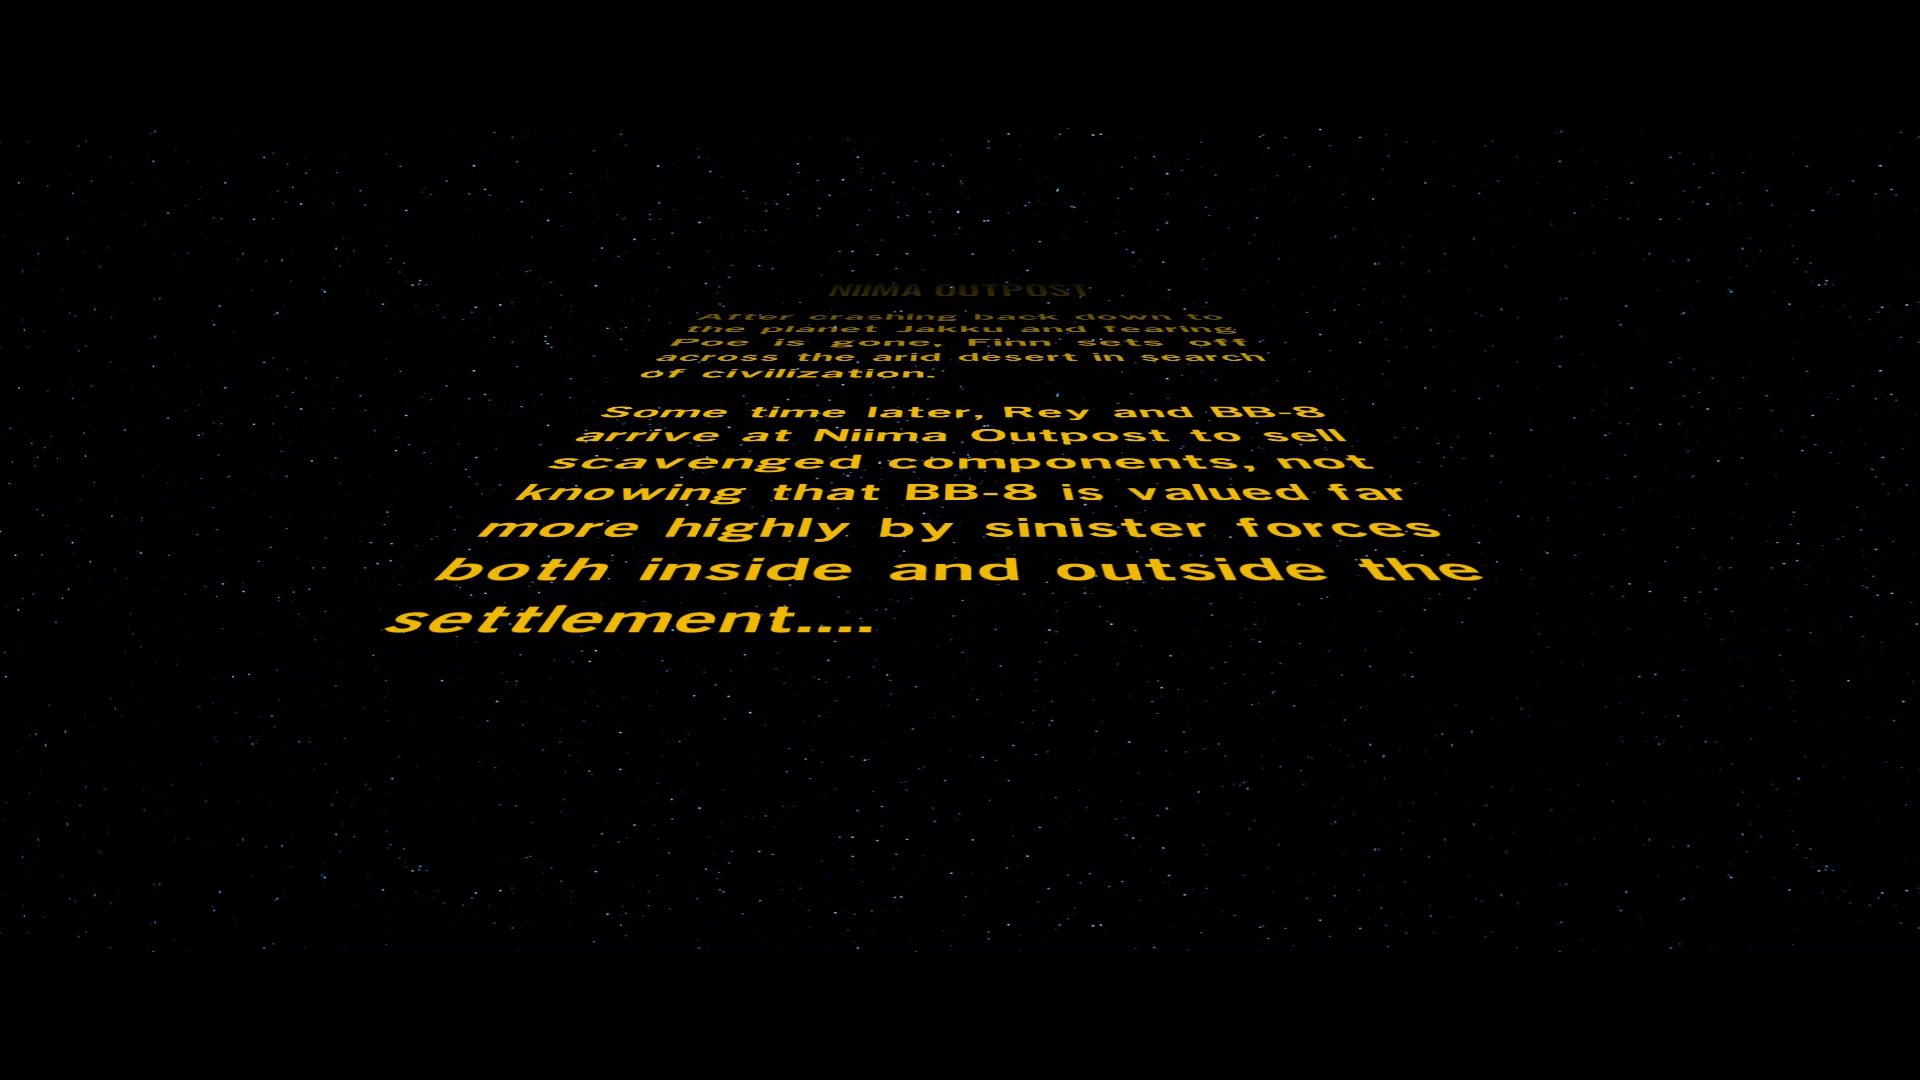 NIIMA OUTPOST
After crashing back down to
the planet Jakku and fearing
Poe is gone, Finn sets off
across the arid desert in search
of civilization.
Some time later, Rey and BB-8
arrive at Niima Outpost to sell
scavenged components, not
knowing that BB-8 is valued far
more highly by sinister forces
both inside and outside the
settlement....